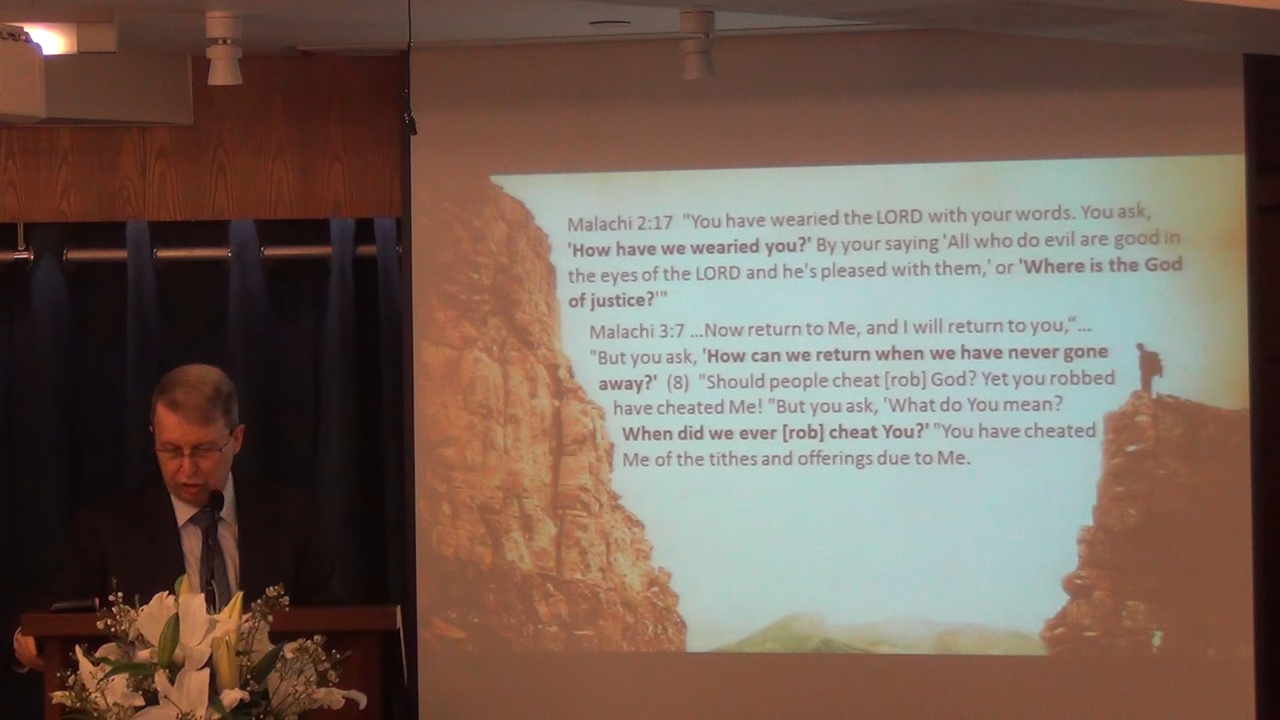 Malachi 2:17 "You have wearied the LORD with your words. You ask,
'How have we wearied you?' By your saying 'All who do evil are good in
the eyes of the LORD and he's pleased with them,' or 'Where is the God
of justice?'"
Malachi 3:7 ...Now return to Me, and I will return to you,"...
"But you ask, 'How can we return when we have never gone
away?' (8) "Should people cheat [rob] God? Yet you robbed
have cheated Me! "But you ask, 'What do You mean?
When did we ever [rob] cheat You?' "You have cheated
Me of the tithes and offerings due to Me.